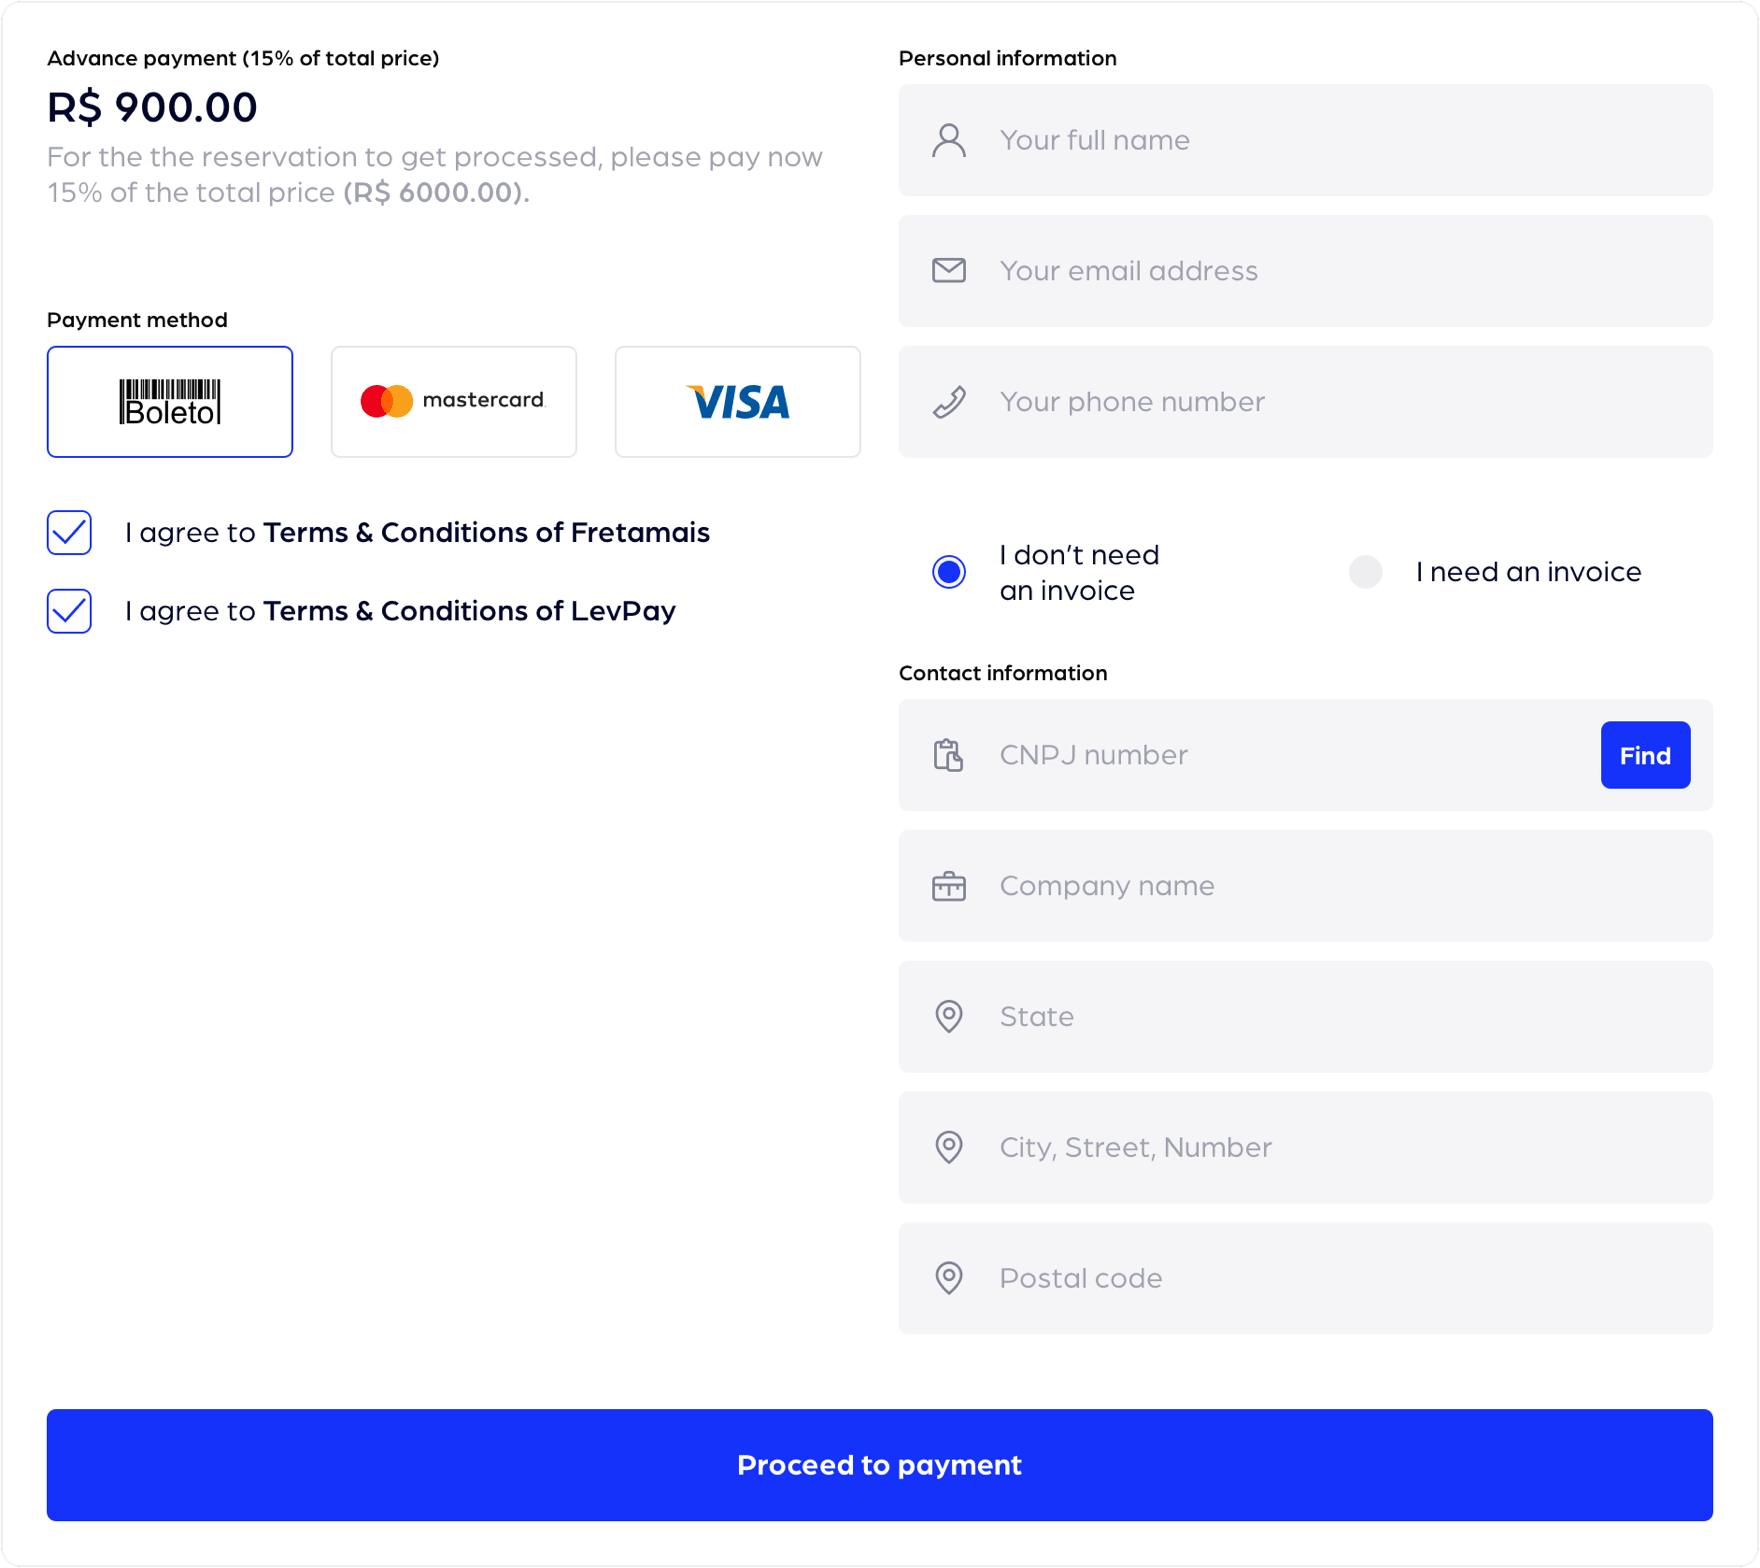 Advance payment (15% of total price)
R$ 900.00
For the the reservation to get processed, please pay now
15% of the total price (R$ 6000.00).
Payment method
Boleto
mastercard.
VISA
I agree to Terms & Conditions of Fretamais
I agree to Terms & Conditions of LevPay
Personal information
Your full name
Your email address
Your phone number
I don’t need
an invoice
I need an invoice
Contact information
CNPJ number
Find
Company name
State
City, Street, Number
Postal code
Proceed to payment